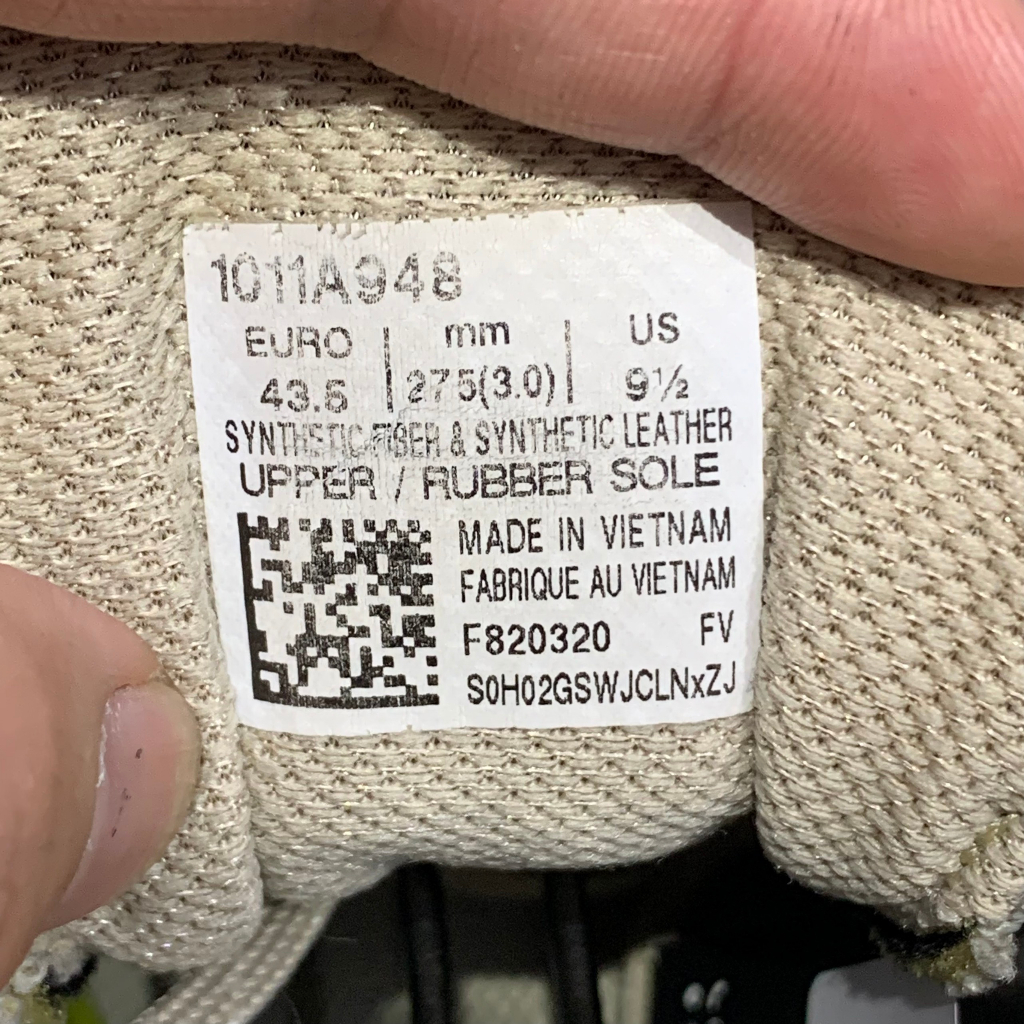 1011A948
EURO | mm | US
43.5 | 275(3.0) | 9½
SYNTHETIC FIBER & SYNTHETIC LEATHER
UPPER / RUBBER SOLE
MADE IN VIETNAM
FABRIQUE AU VIETNAM
F820320 FV
S0H02GSWJCLNxZJ